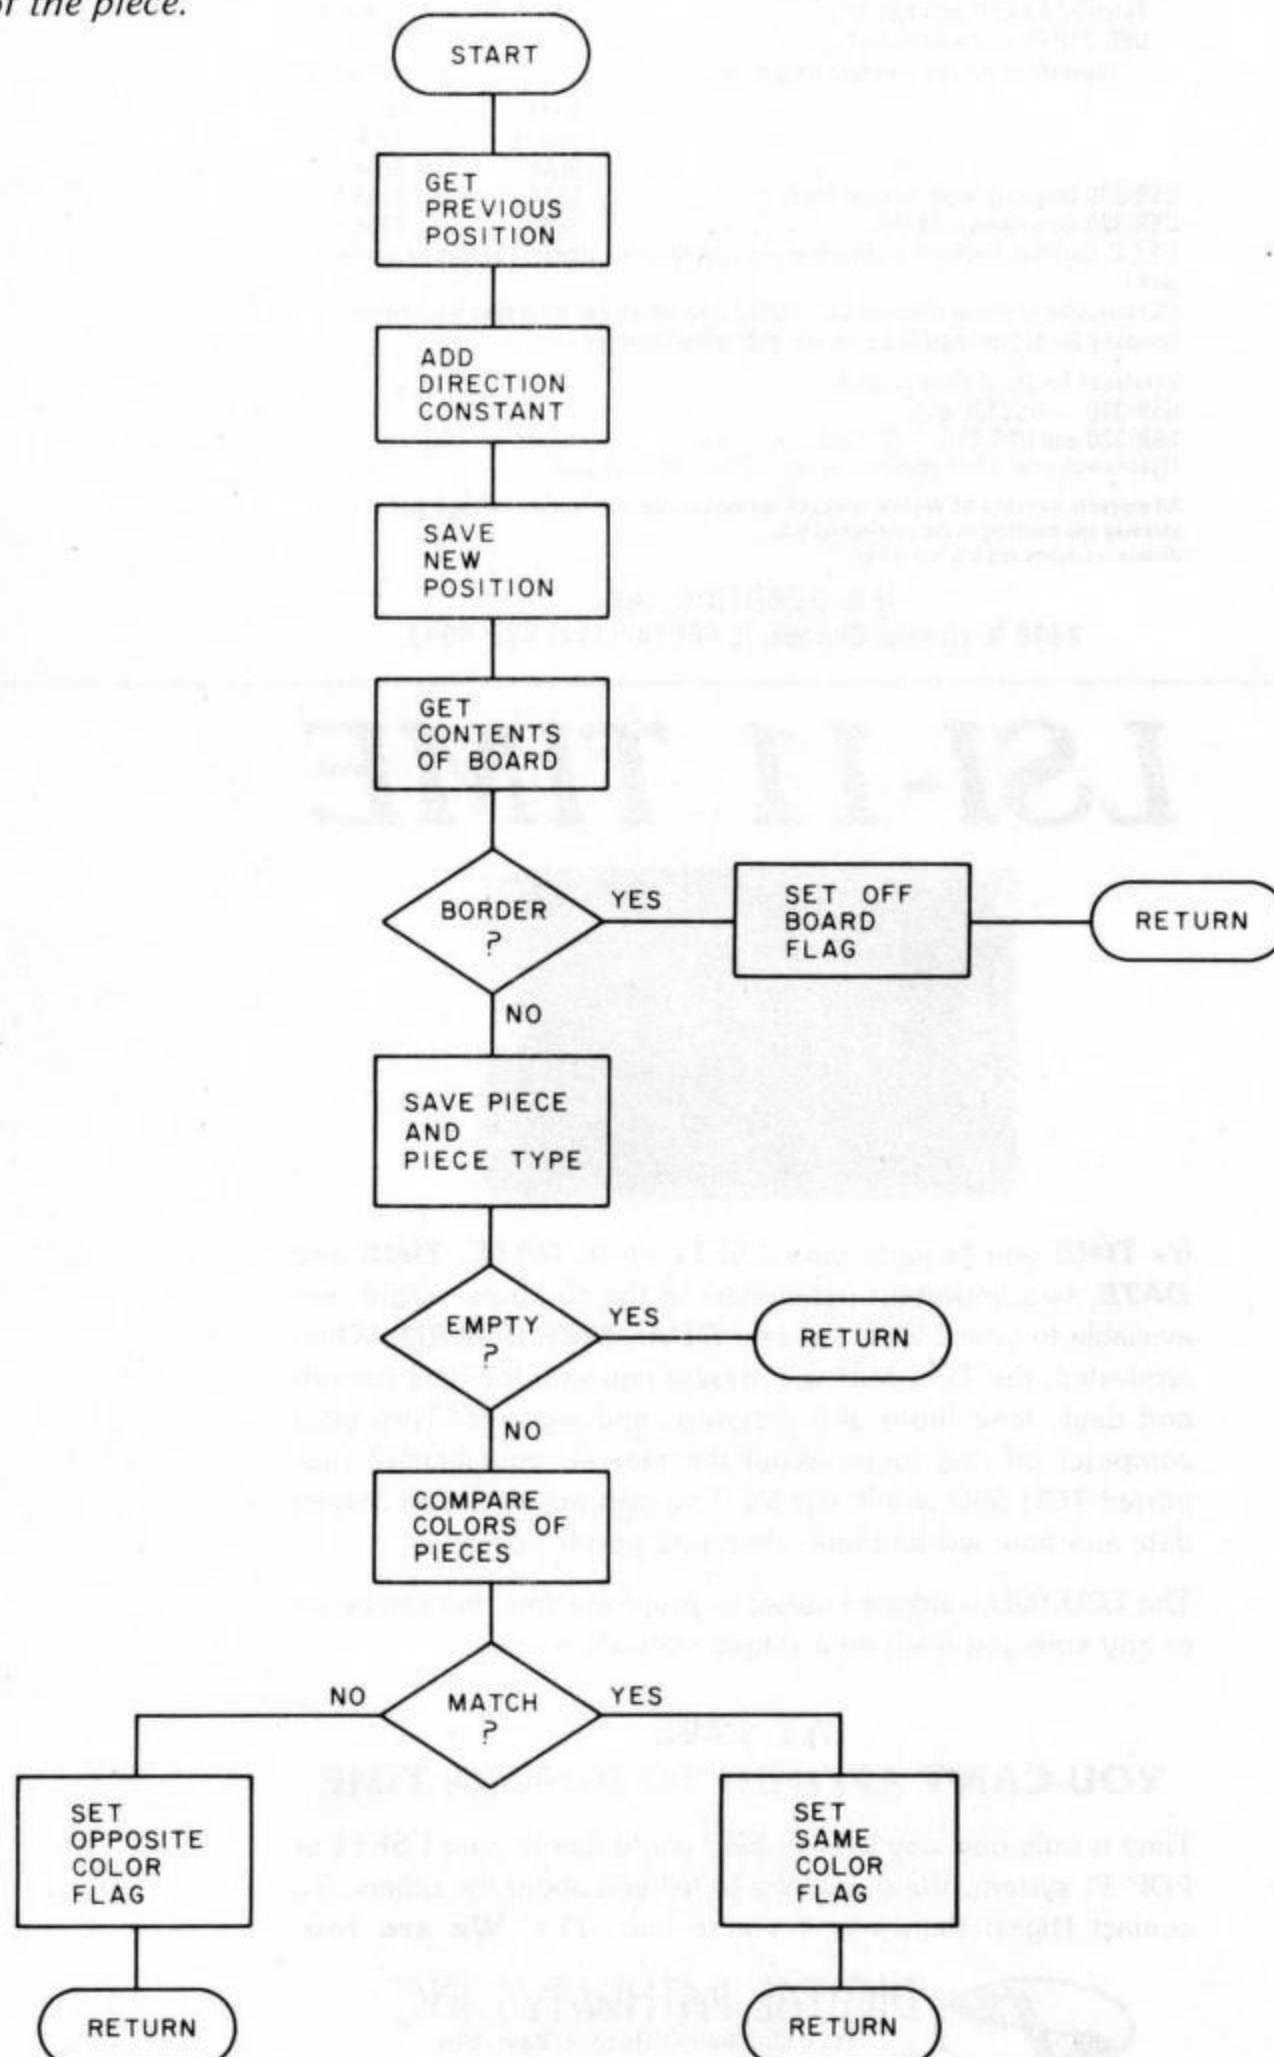 of the piece.
START
GET
PREVIOUS
POSITION
ADD
DIRECTION
CONSTANT
SAVE
NEW
POSITION
GET
CONTENTS
OF BOARD
BORDER
?
YES
SET OFF
BOARD
FLAG
RETURN
NO
SAVE PIECE
AND
PIECE TYPE
EMPTY
?
YES
RETURN
NO
COMPARE
COLORS OF
PIECES
MATCH
?
NO
YES
SET
OPPOSITE
COLOR
FLAG
SET
SAME
COLOR
FLAG
RETURN
RETURN